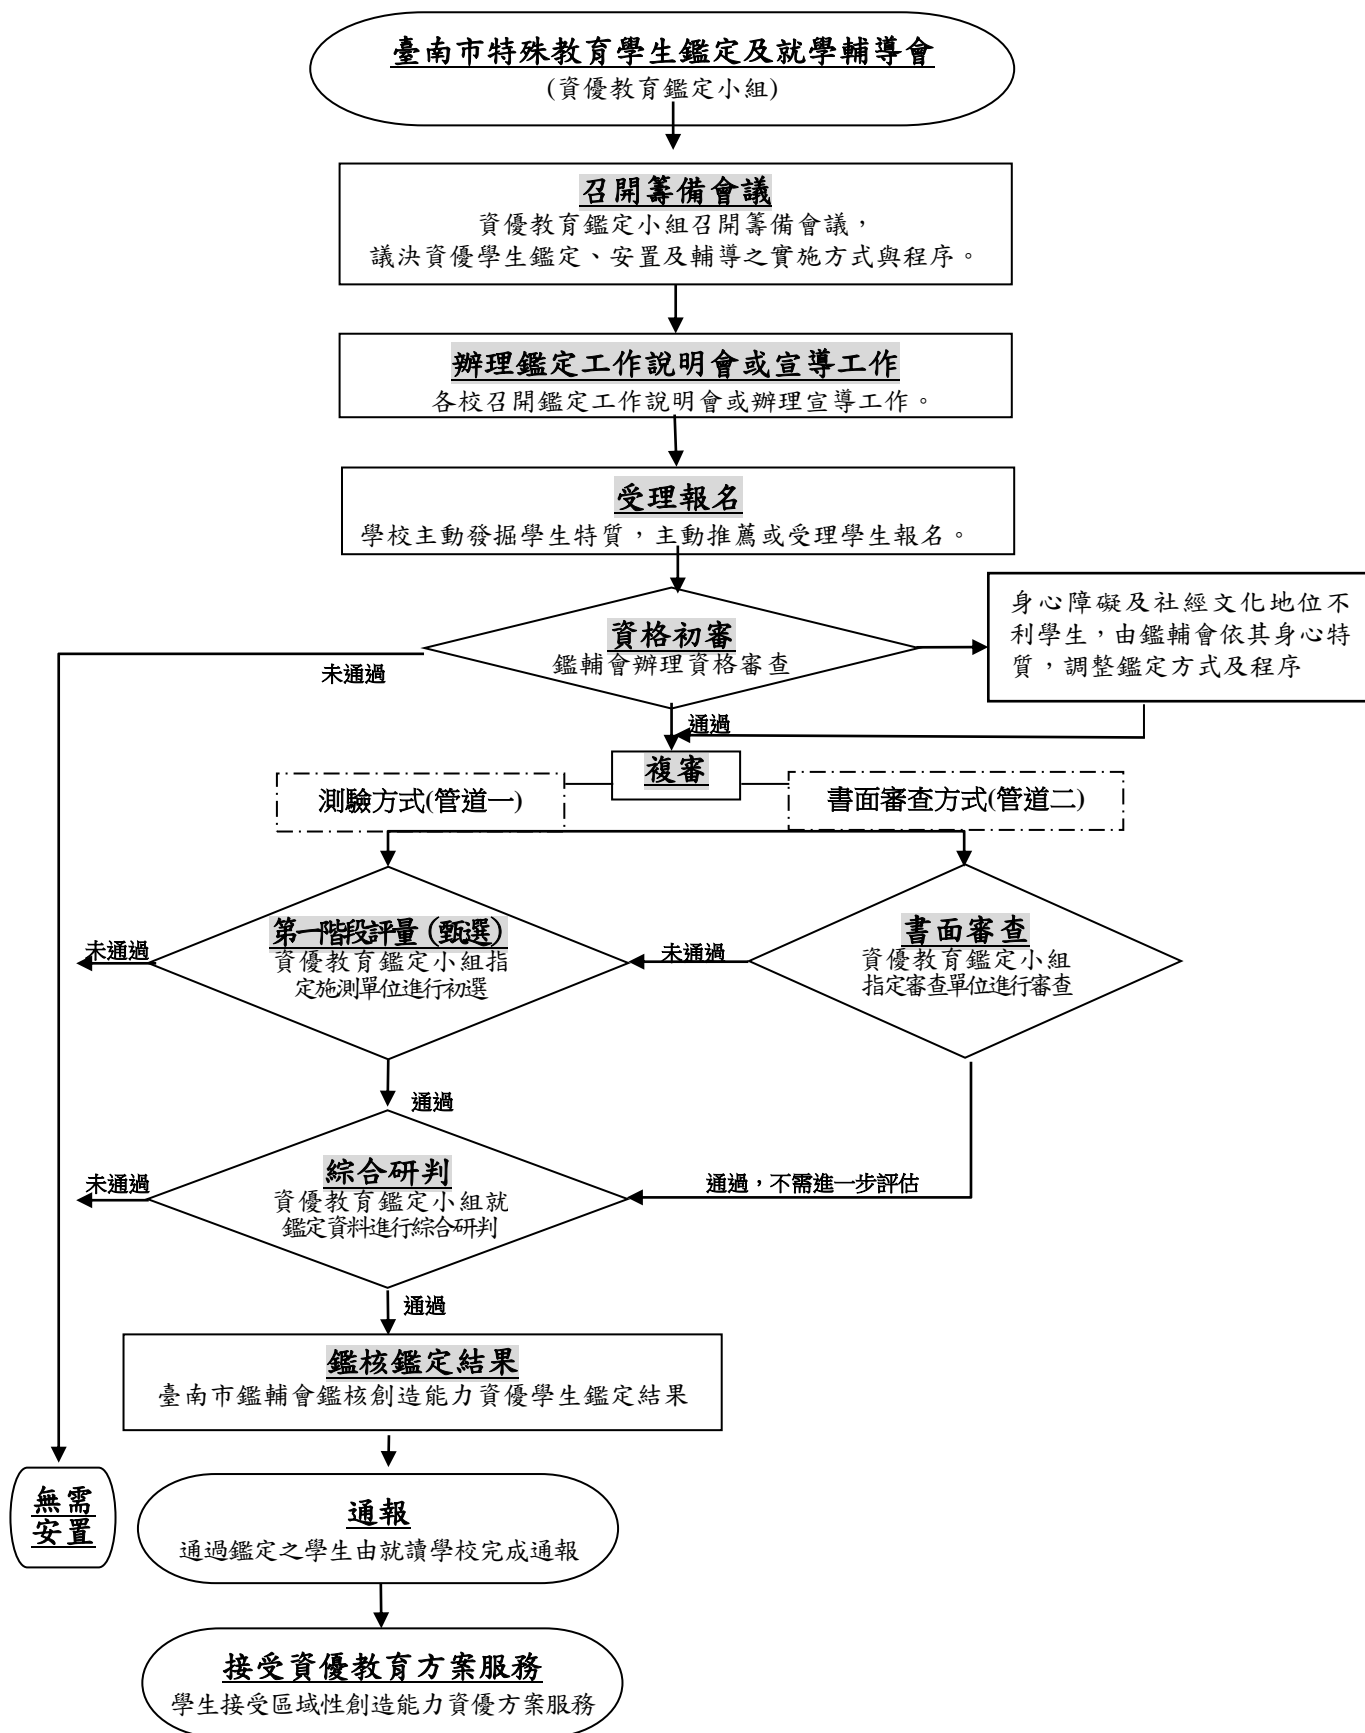 臺南市特殊教育學生鑑定及就學輔導會
(資優教育鑑定小組)
召開籌備會議
資優教育鑑定小組召開籌備會議，
議決資優學生鑑定、安置及輔導之實施方式與程序。
辦理鑑定工作說明會或宣導工作
各校召開鑑定工作說明會或辦理宣導工作。
受理報名
學校主動發掘學生特質，主動推薦或受理學生報名。
資格初審
鑑輔會辦理資格審查
身心障礙及社經文化地位不
利學生，由鑑輔會依其身心特
質，調整鑑定方式及程序
未通過
通過
複審
測驗方式(管道一)
書面審查方式(管道二)
第一階段評量（甄選）
資優教育鑑定小組指
定施測單位進行初選
未通過
未通過
書面審查
資優教育鑑定小組
指定審查單位進行審查
通過
綜合研判
資優教育鑑定小組就
鑑定資料進行綜合研判
未通過
通過，不需進一步評估
通過
鑑核鑑定結果
臺南市鑑輔會鑑核創造能力資優學生鑑定結果
無需
安置
通報
通過鑑定之學生由就讀學校完成通報
接受資優教育方案服務
學生接受區域性創造能力資優方案服務